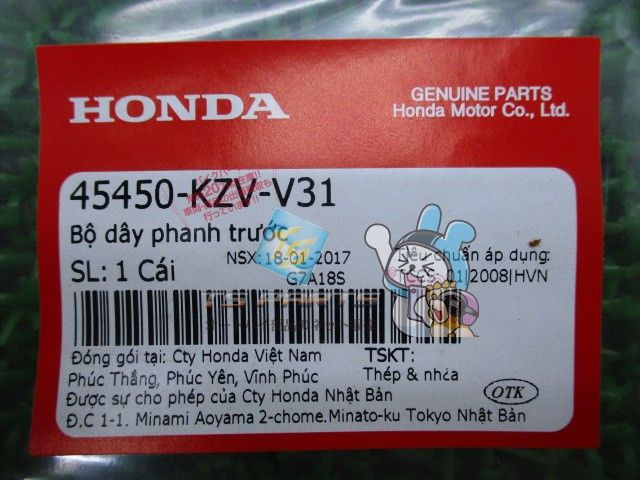 HONDA
GENUINE PARTS
Honda Motor Co., Ltd.
45450-KZV-V31
Bộ dây phanh trước
NSX:18-01-2017
chuẩn áp dụng:
SL: 1 Cái
G7A18S
01|2008|HVN
Đóng gói tại: Cty Honda Việt Nam
TSKT:
Phúc Thắng, Phúc Yên, Vĩnh Phúc
Thép & nhựa
Được sự cho phép của Cty Honda Nhật Bản
OTK
Đ.C 1-1. Minami Aoyama 2-chome.Minato-ku Tokyo Nhật Bản